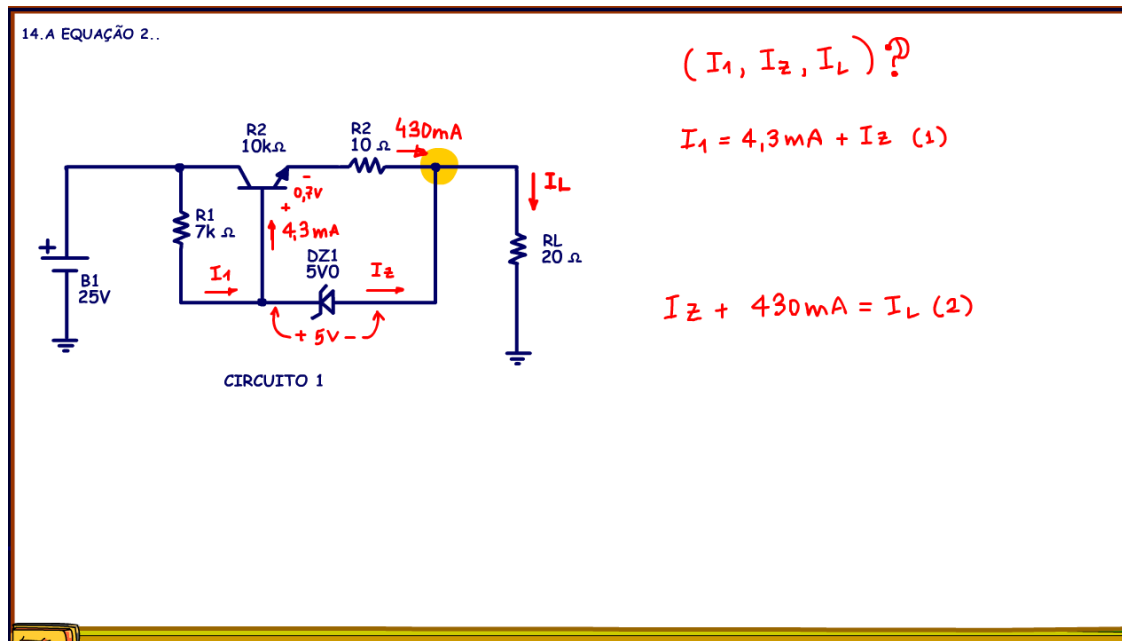 14.A EQUAÇÃO 2..
(I1, Iz, IL)?
I1 = 4,3mA + Iz (1)
R2
10kΩ
R2
10 Ω
430mA
-
0,7V
+
IL
R1
7k Ω
4,3mA
RL
20 Ω
+
B1
25V
I1
DZ1
5V0
Iz
+ 5V -
Iz + 430mA = IL (2)
CIRCUITO 1